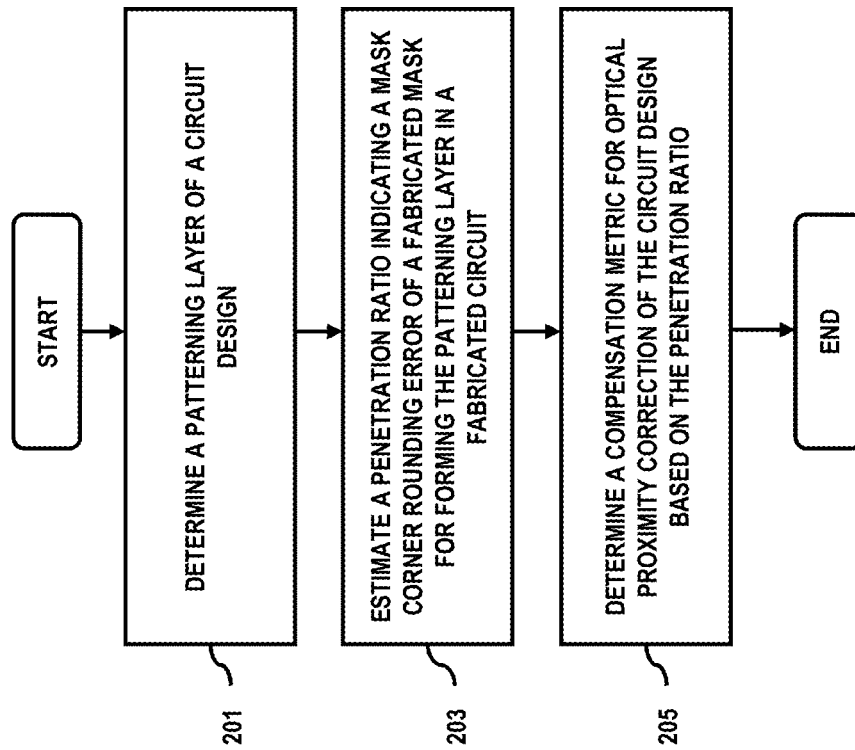 START
201
DETERMINE A PATTERNING LAYER OF A CIRCUIT
DESIGN
203
ESTIMATE A PENETRATION RATIO INDICATING A MASK
CORNER ROUNDING ERROR OF A FABRICATED MASK
FOR FORMING THE PATTERNING LAYER IN A
FABRICATED CIRCUIT
205
DETERMINE A COMPENSATION METRIC FOR OPTICAL
PROXIMITY CORRECTION OF THE CIRCUIT DESIGN
BASED ON THE PENETRATION RATIO
END